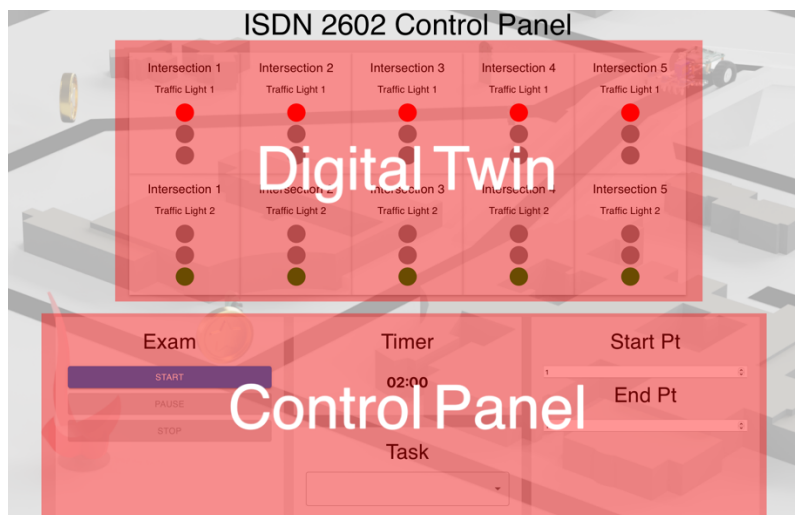 ISDN 2602 Control Panel
Intersection 1 Intersection 2 Intersection 3 Intersection 4 Intersection 5
Traffic Light 1 Traffic Light 1 Traffic Light 1 Traffic Light 1 Traffic Light 1
Digital Twin
Intersection 1 Intersection 2 Intersection 3 Intersection 4 Intersection 5
Traffic Light 2 Traffic Light 2 Traffic Light 2 Traffic Light 2 Traffic Light 2
Exam Timer Start Pt
START 02:00 1
PAUSE End Pt
Control Panel
STOP
Task